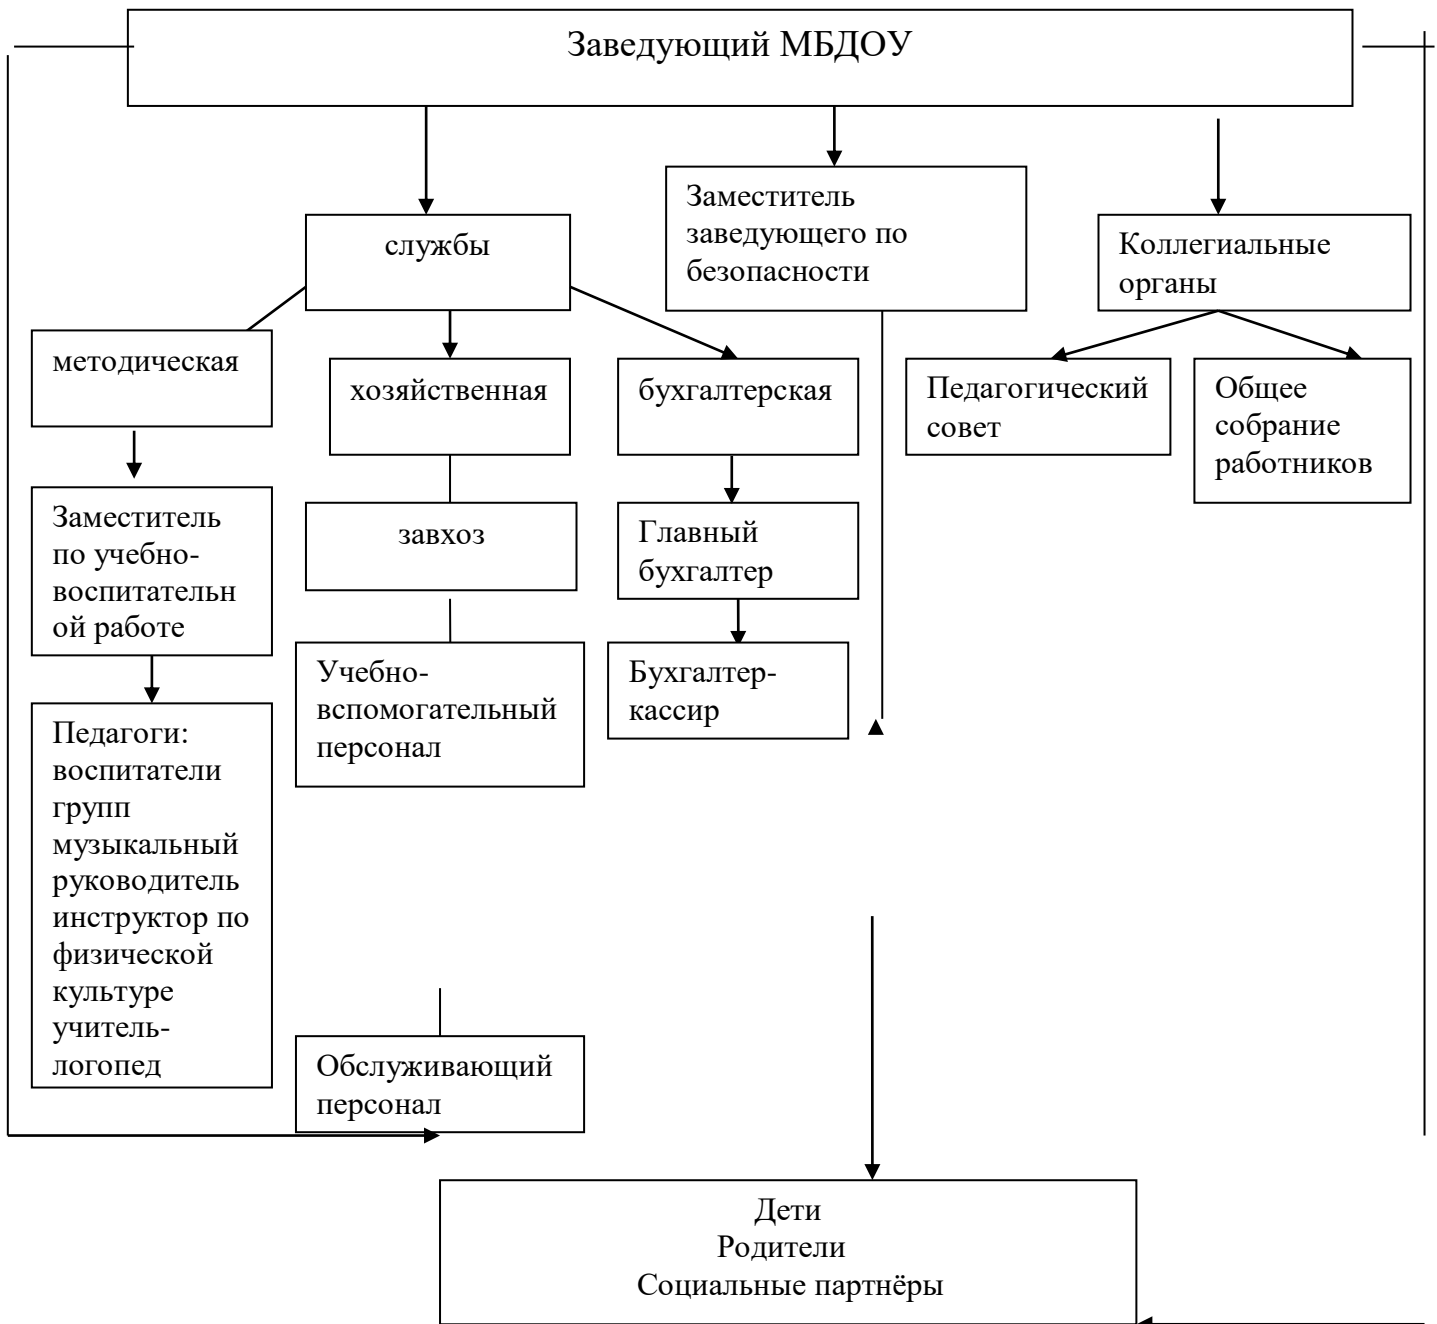 Заведующий МБДОУ
службы
Заместитель
заведующего по
безопасности
Коллегиальные
органы
методическая
хозяйственная
бухгалтерская
Педагогический
совет
Общее
собрание
работников
Заместитель
по учебно-
воспитательн
ой работе
завхоз
Главный
бухгалтер
Учебно-
вспомогательный
персонал
Бухгалтер-
кассир
Педагоги:
воспитатели
групп
музыкальный
руководитель
инструктор по
физической
культуре
учитель-
логопед
Обслуживающий
персонал
Дети
Родители
Социальные партнёры